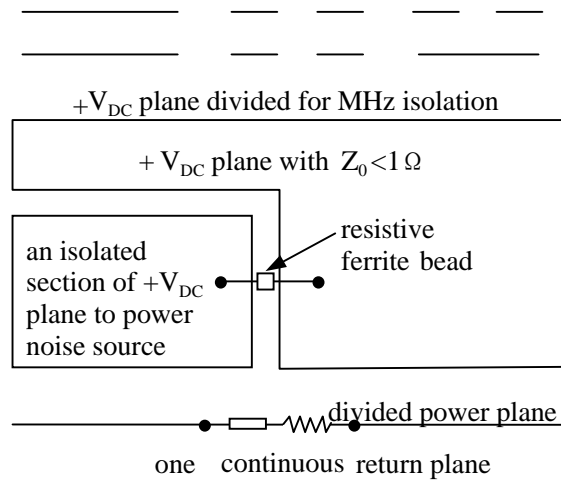 +V_DC plane divided for MHz isolation
+ V_DC plane with Z_0<1 Ω
resistive
ferrite bead
an isolated
section of +V_DC
plane to power
noise source
divided power plane
one continuous return plane